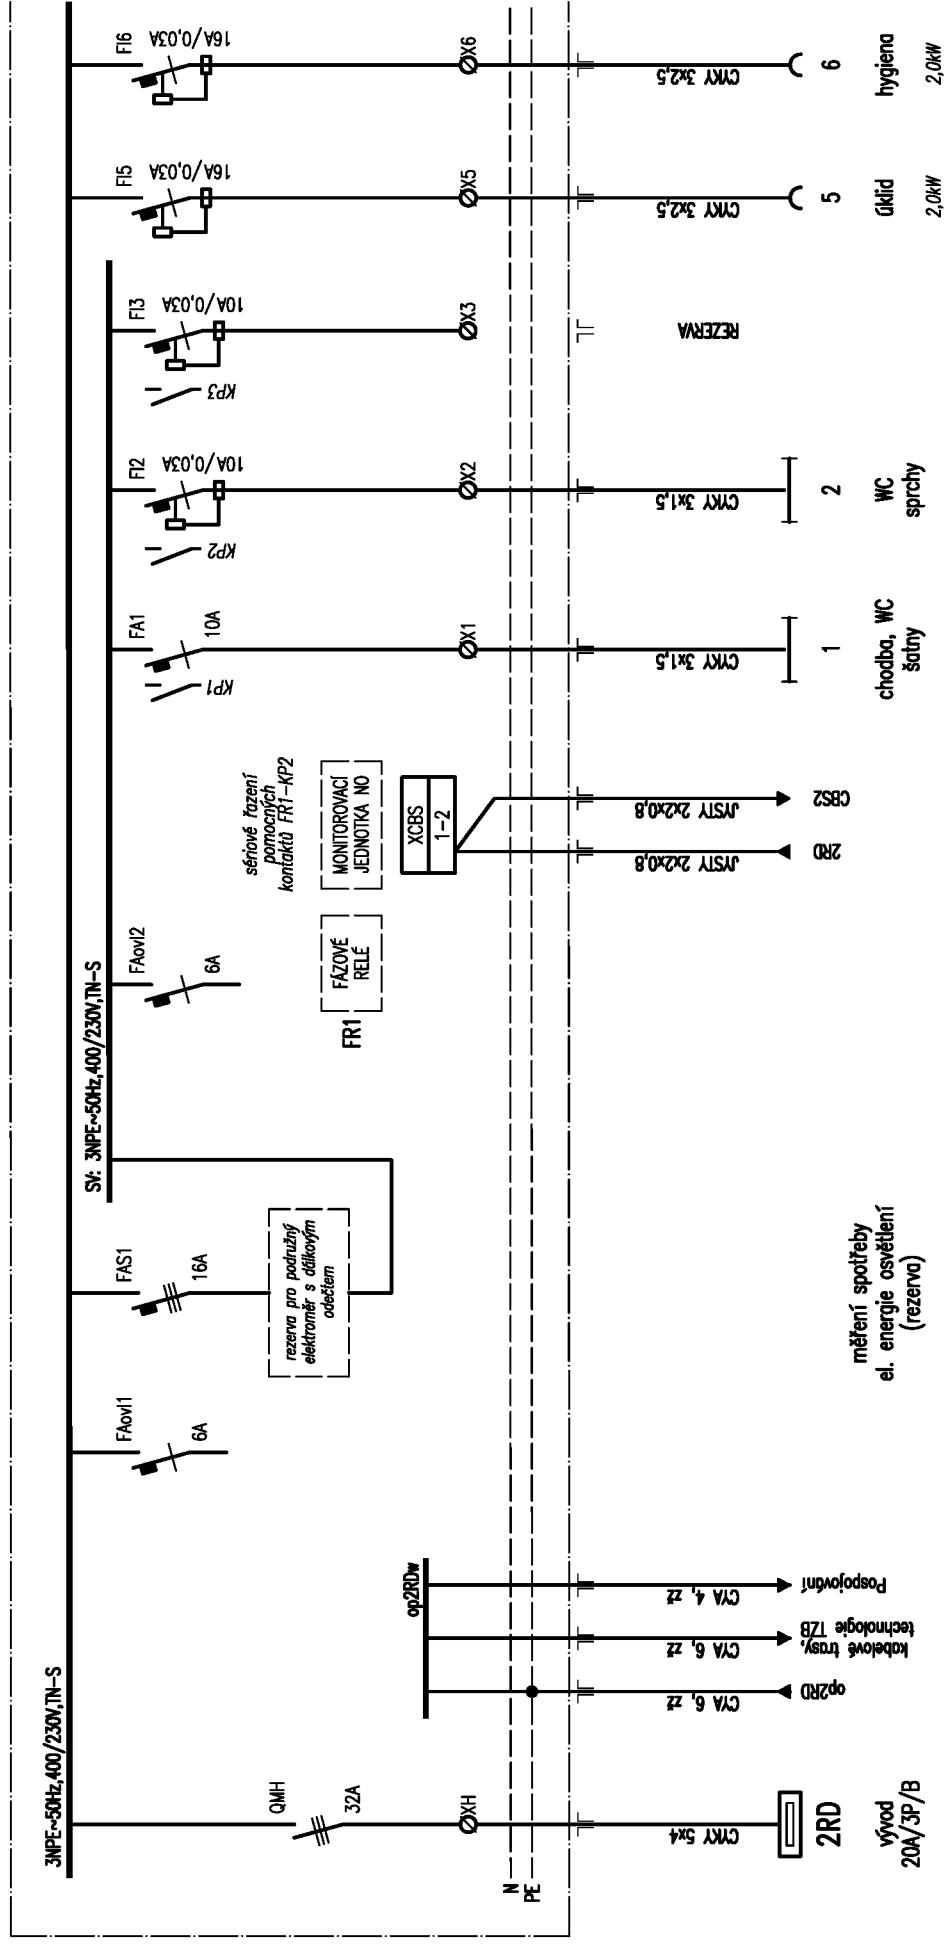 3NPE~50Hz,400/230V,TN-S
QMH
32A
XH
CYKY 5x4
2RD
vývod
20A/3P/B
N
PE
op2RDw
CYA 6, zž
op2RD
CYA 6, zž
kabelové trasy,
technologie TZB
CYA 4, zž
Pospojování
FAovl1
6A
FAS1
16A
rezerva pro podružný
elektroměr s dálkovým
odečtem
měření spotřeby
el. energie osvětlení
(rezerva)
SV: 3NPE~50Hz,400/230V,TN-S
FAovl2
6A
FR1
FÁZOVÉ
RELÉ
sériové řazení
pomocných
kontaktů FR1-KP2
MONITOROVACÍ
JEDNOTKA NO
XCBS
1-2
JYSTY 2x2x0,8
2RD
JYSTY 2x2x0,8
CBS2
KP1
FA1
10A
X1
CYKY 3x1,5
1
chodba, WC
šatny
KP2
FI2
10A/0,03A
X2
CYKY 3x1,5
2
WC
sprchy
KP3
FI3
10A/0,03A
X3
REZERVA
FI5
16A/0,03A
X5
CYKY 3x2,5
5
úklid
2,0kW
FI6
16A/0,03A
X6
CYKY 3x2,5
6
hygiena
2,0kW